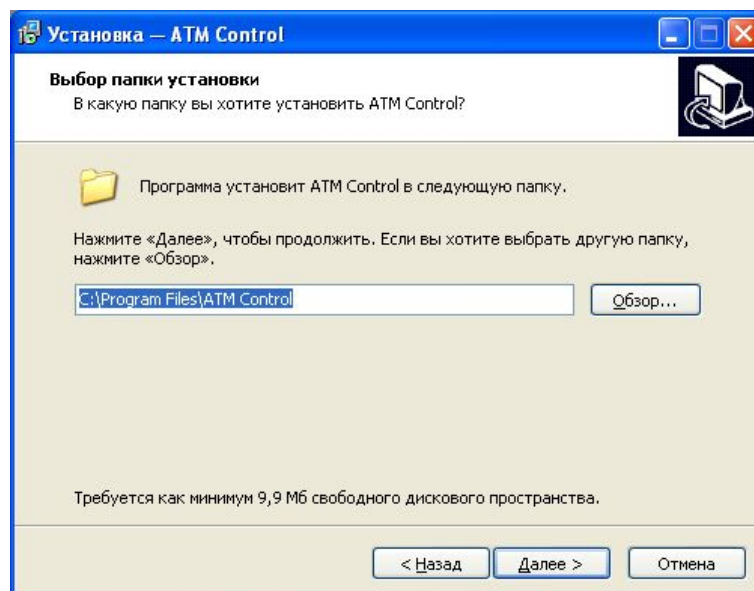 Установка — ATM Control
Выбор папки установки
В какую папку вы хотите установить ATM Control?
Программа установит ATM Control в следующую папку.
Нажмите «Далее», чтобы продолжить. Если вы хотите выбрать другую папку,
нажмите «Обзор».
C:\Program Files\ATM Control
Обзор...
Требуется как минимум 9,9 Мб свободного дискового пространства.
< Назад
Далее >
Отмена